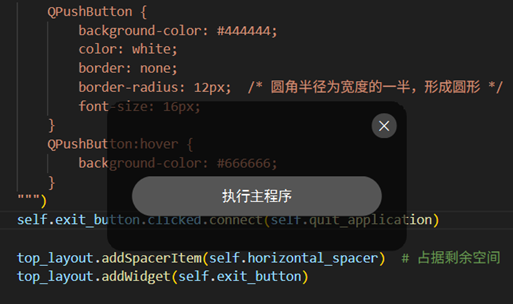 QPushButton {
    background-color: #444444;
    color: white;
    border: none;
    border-radius: 12px;  /* 圆角半径为宽度的一半，形成圆形 */
    font-size: 16px;
}
QPushButton:hover {
    background-color: #666666;
}
""")
×
执行主程序
self.exit_button.clicked.connect(self.quit_application)
top_layout.addSpacerItem(self.horizontal_spacer)  # 占据剩余空间
top_layout.addWidget(self.exit_button)